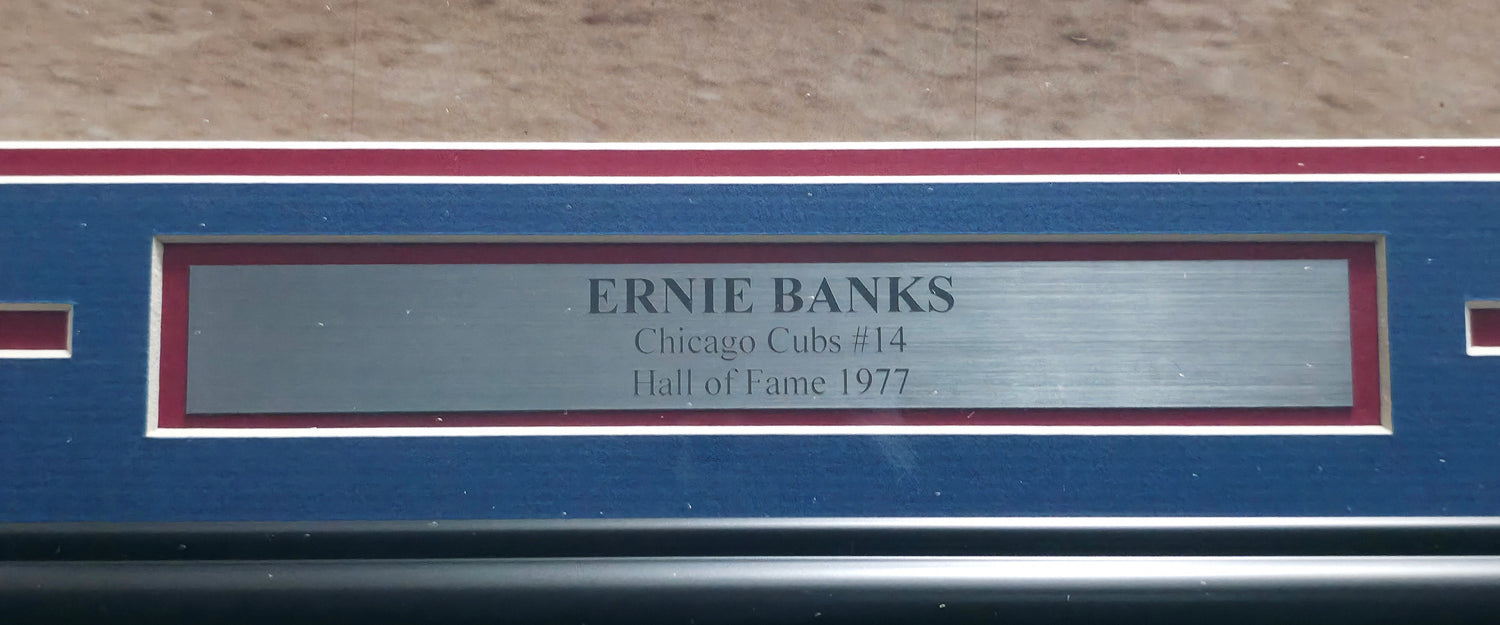 ERNIE BANKS
Chicago Cubs #14
Hall of Fame 1977